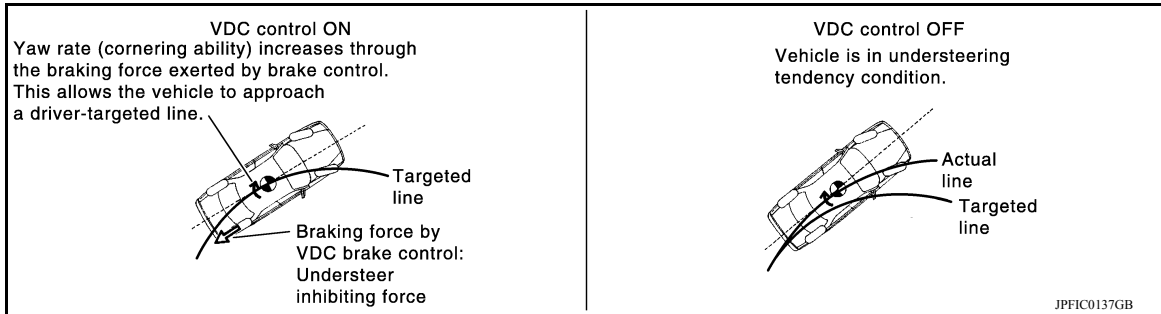 VDC control ON
Yaw rate (cornering ability) increases through
the braking force exerted by brake control.
This allows the vehicle to approach
a driver-targeted line.
Targeted
line
Braking force by
VDC brake control:
Understeer
inhibiting force
VDC control OFF
Vehicle is in understeering
tendency condition.
Actual
line
Targeted
line
JPFIC0137GB